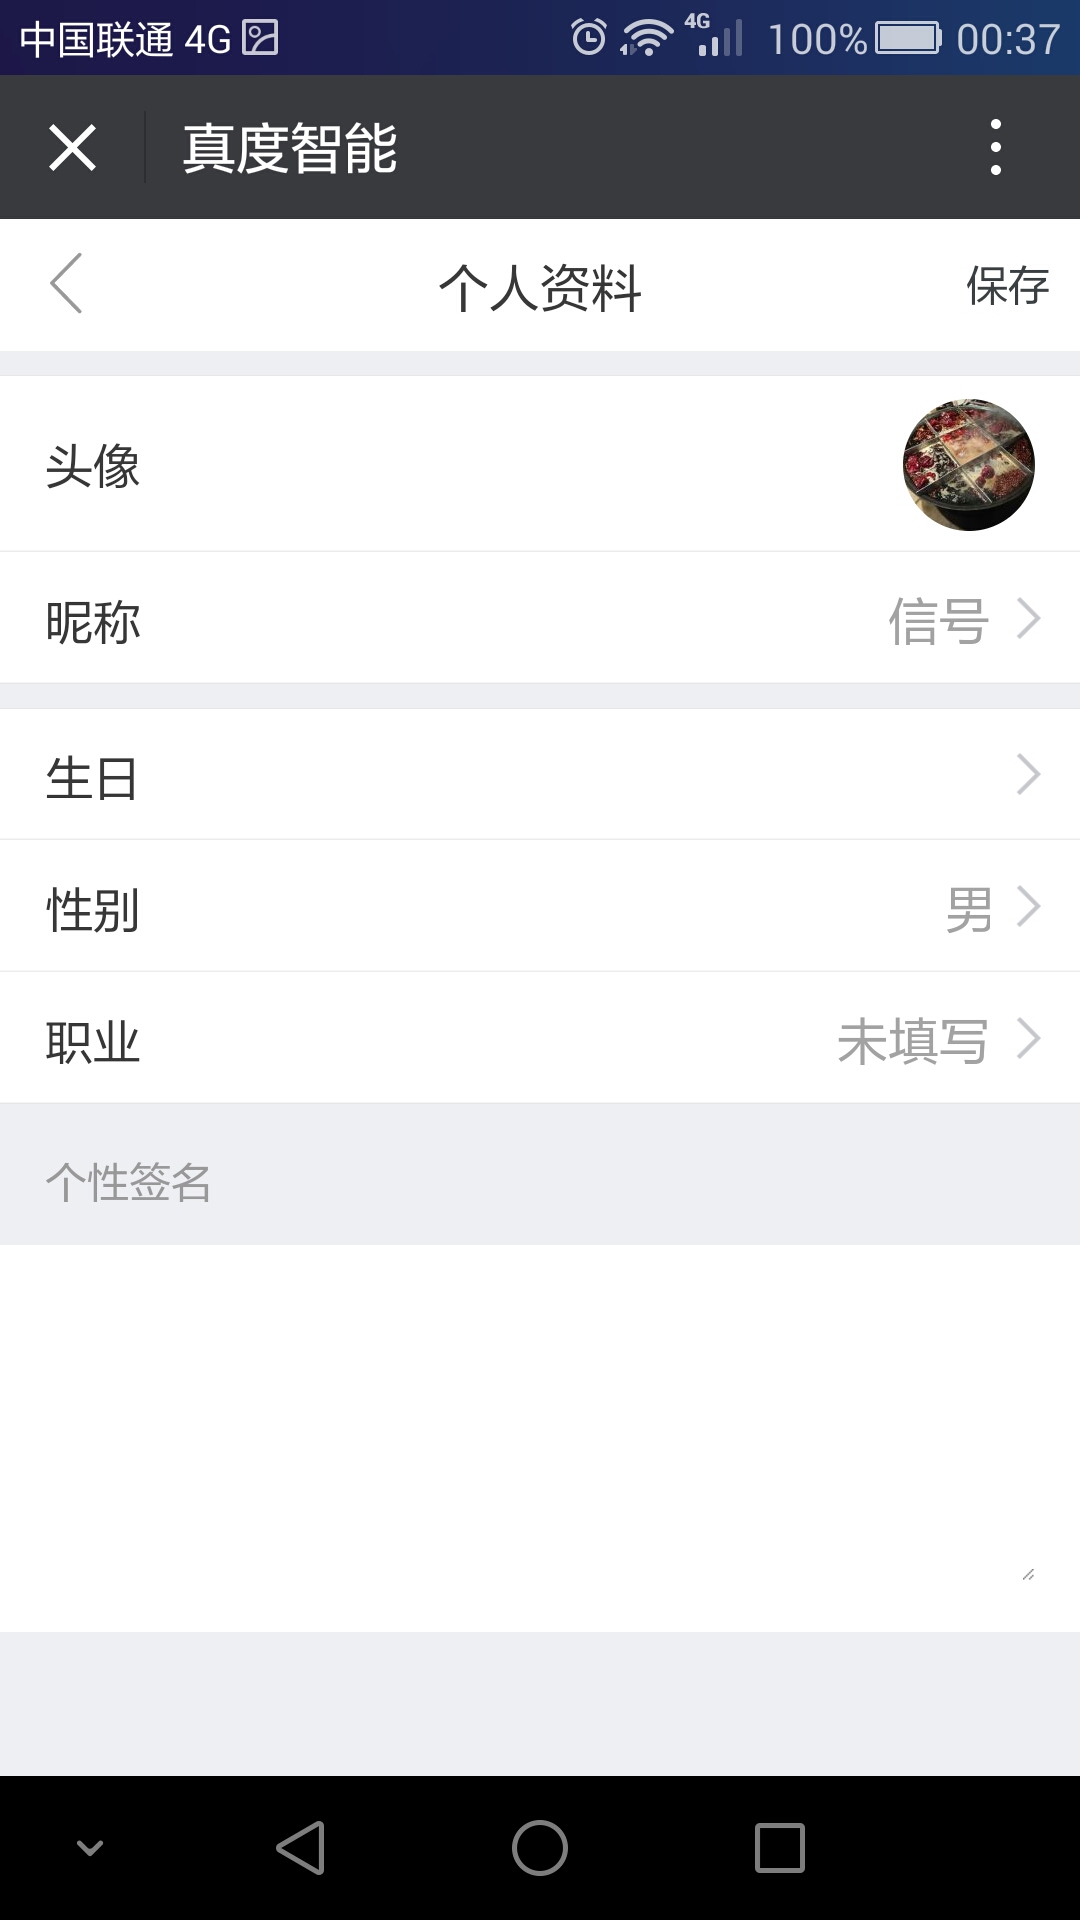 中国联通 4G 4G 100% 00:37
真度智能
个人资料 保存
头像
昵称 信号
生日
性别 男
职业 未填写
个性签名